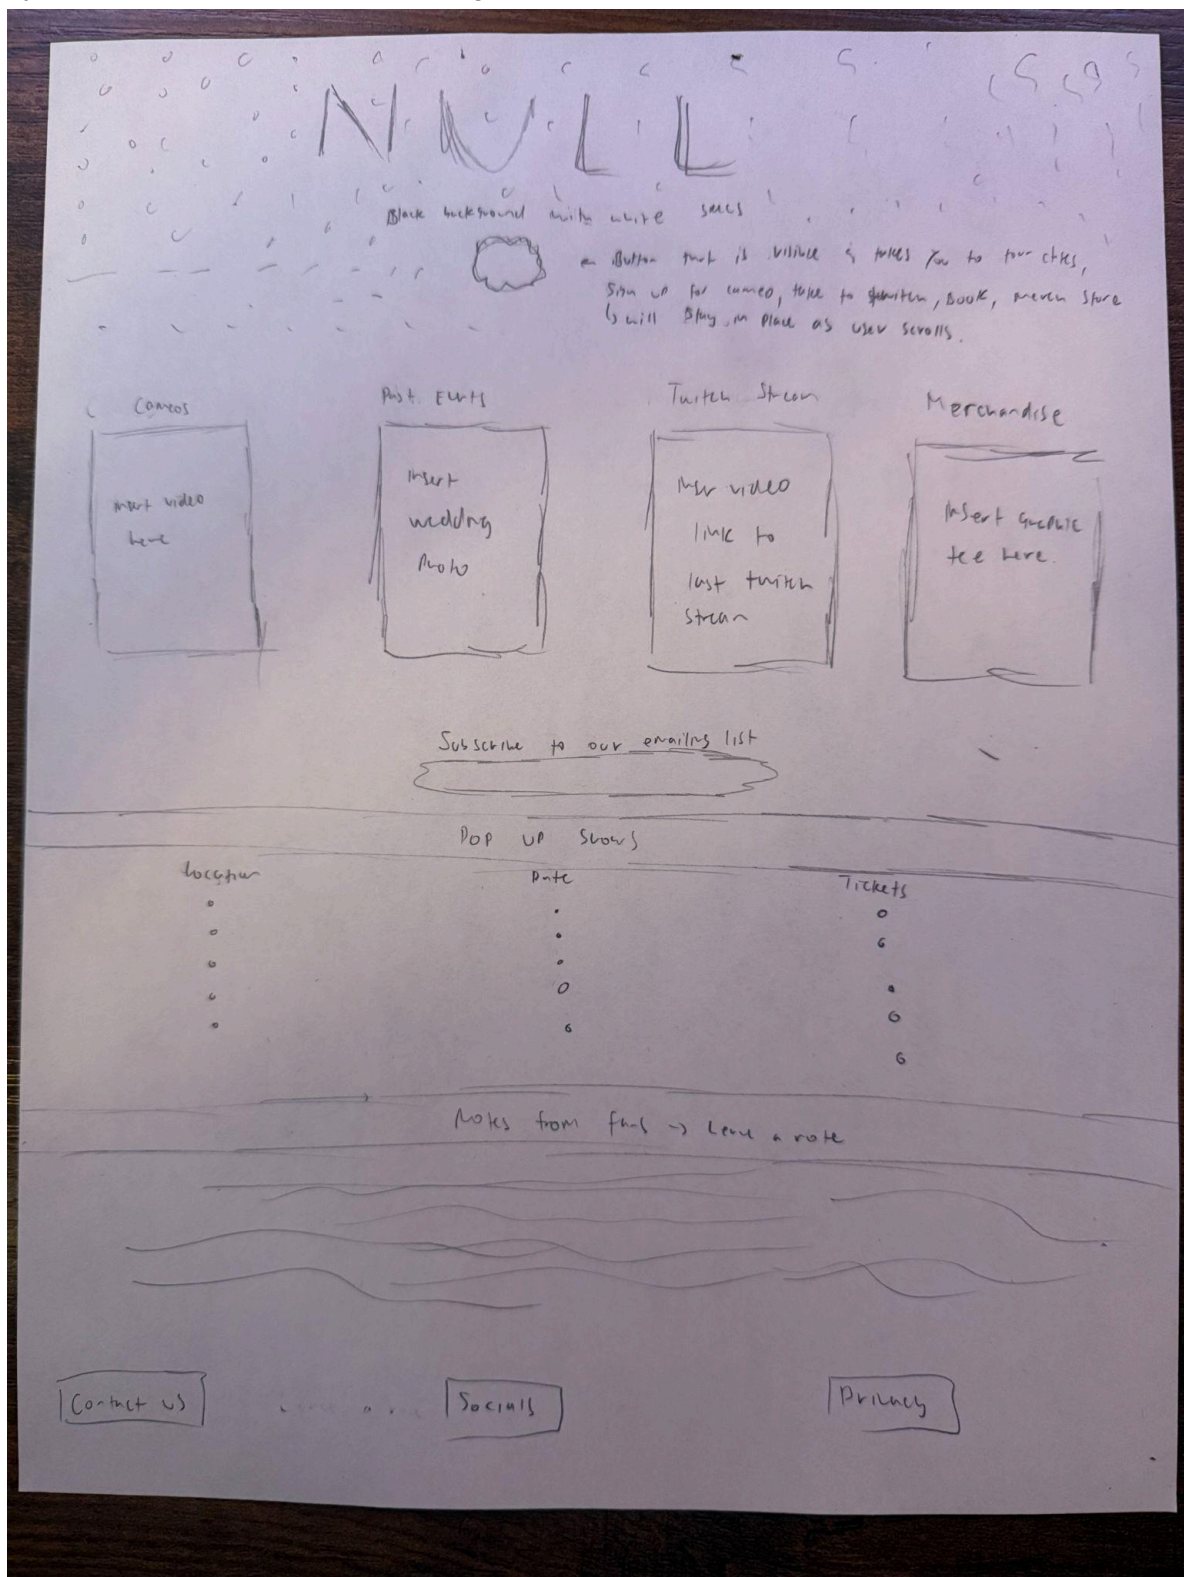 NULL
Black background with white specs
← Button that is visible & takes you to tour dates,
Sign up for cameo, take to twitch, Book, merch store
↳ will stay in place as user scrolls.
Cameos
Past Events
Twitch Stream
Merchandise
Insert video
here
Insert
wedding
photo
Insr video
link to
last twitch
stream
Insert Graphic
tee here.
Subscribe to our emailing list
Pop up shows
Location
Date
Tickets
Notes from fans → Leave a note
Contact us
Socials
Privacy